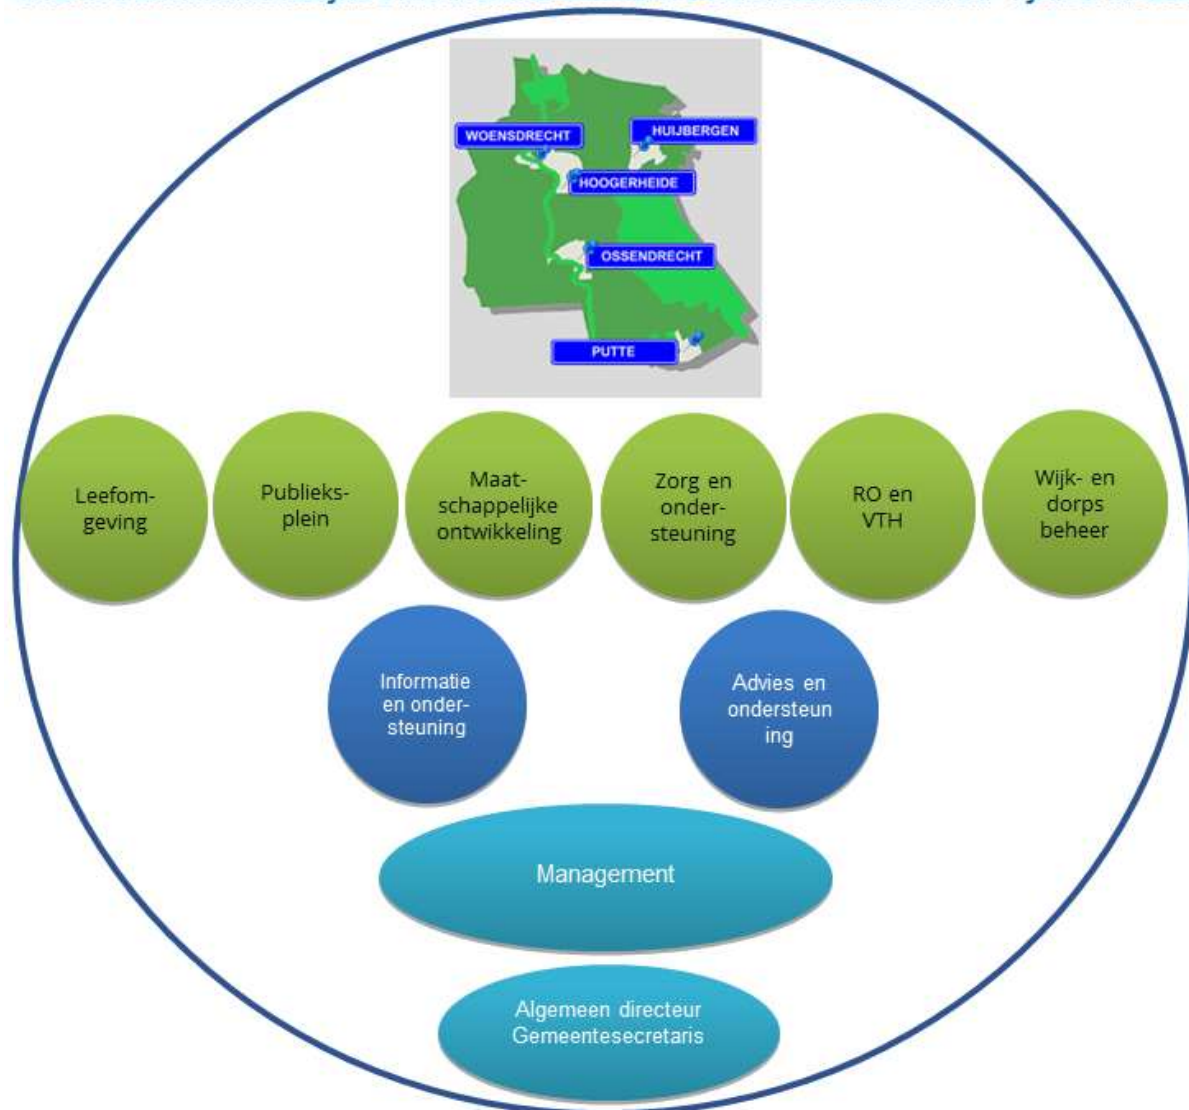 WOENSDRECHT
HUIJBERGEN
HOOGERHEIDE
OSSENDRECHT
PUTTE
Leefom-
geving
Publieks-
plein
Maat-
schappelijke
ontwikkeling
Zorg en
onder-
steuning
RO en
VTH
Wijk- en
dorps
beheer
Informatie
en onder-
steuning
Advies en
ondersteun
ing
Management
Algemeen directeur
Gemeentesecretaris